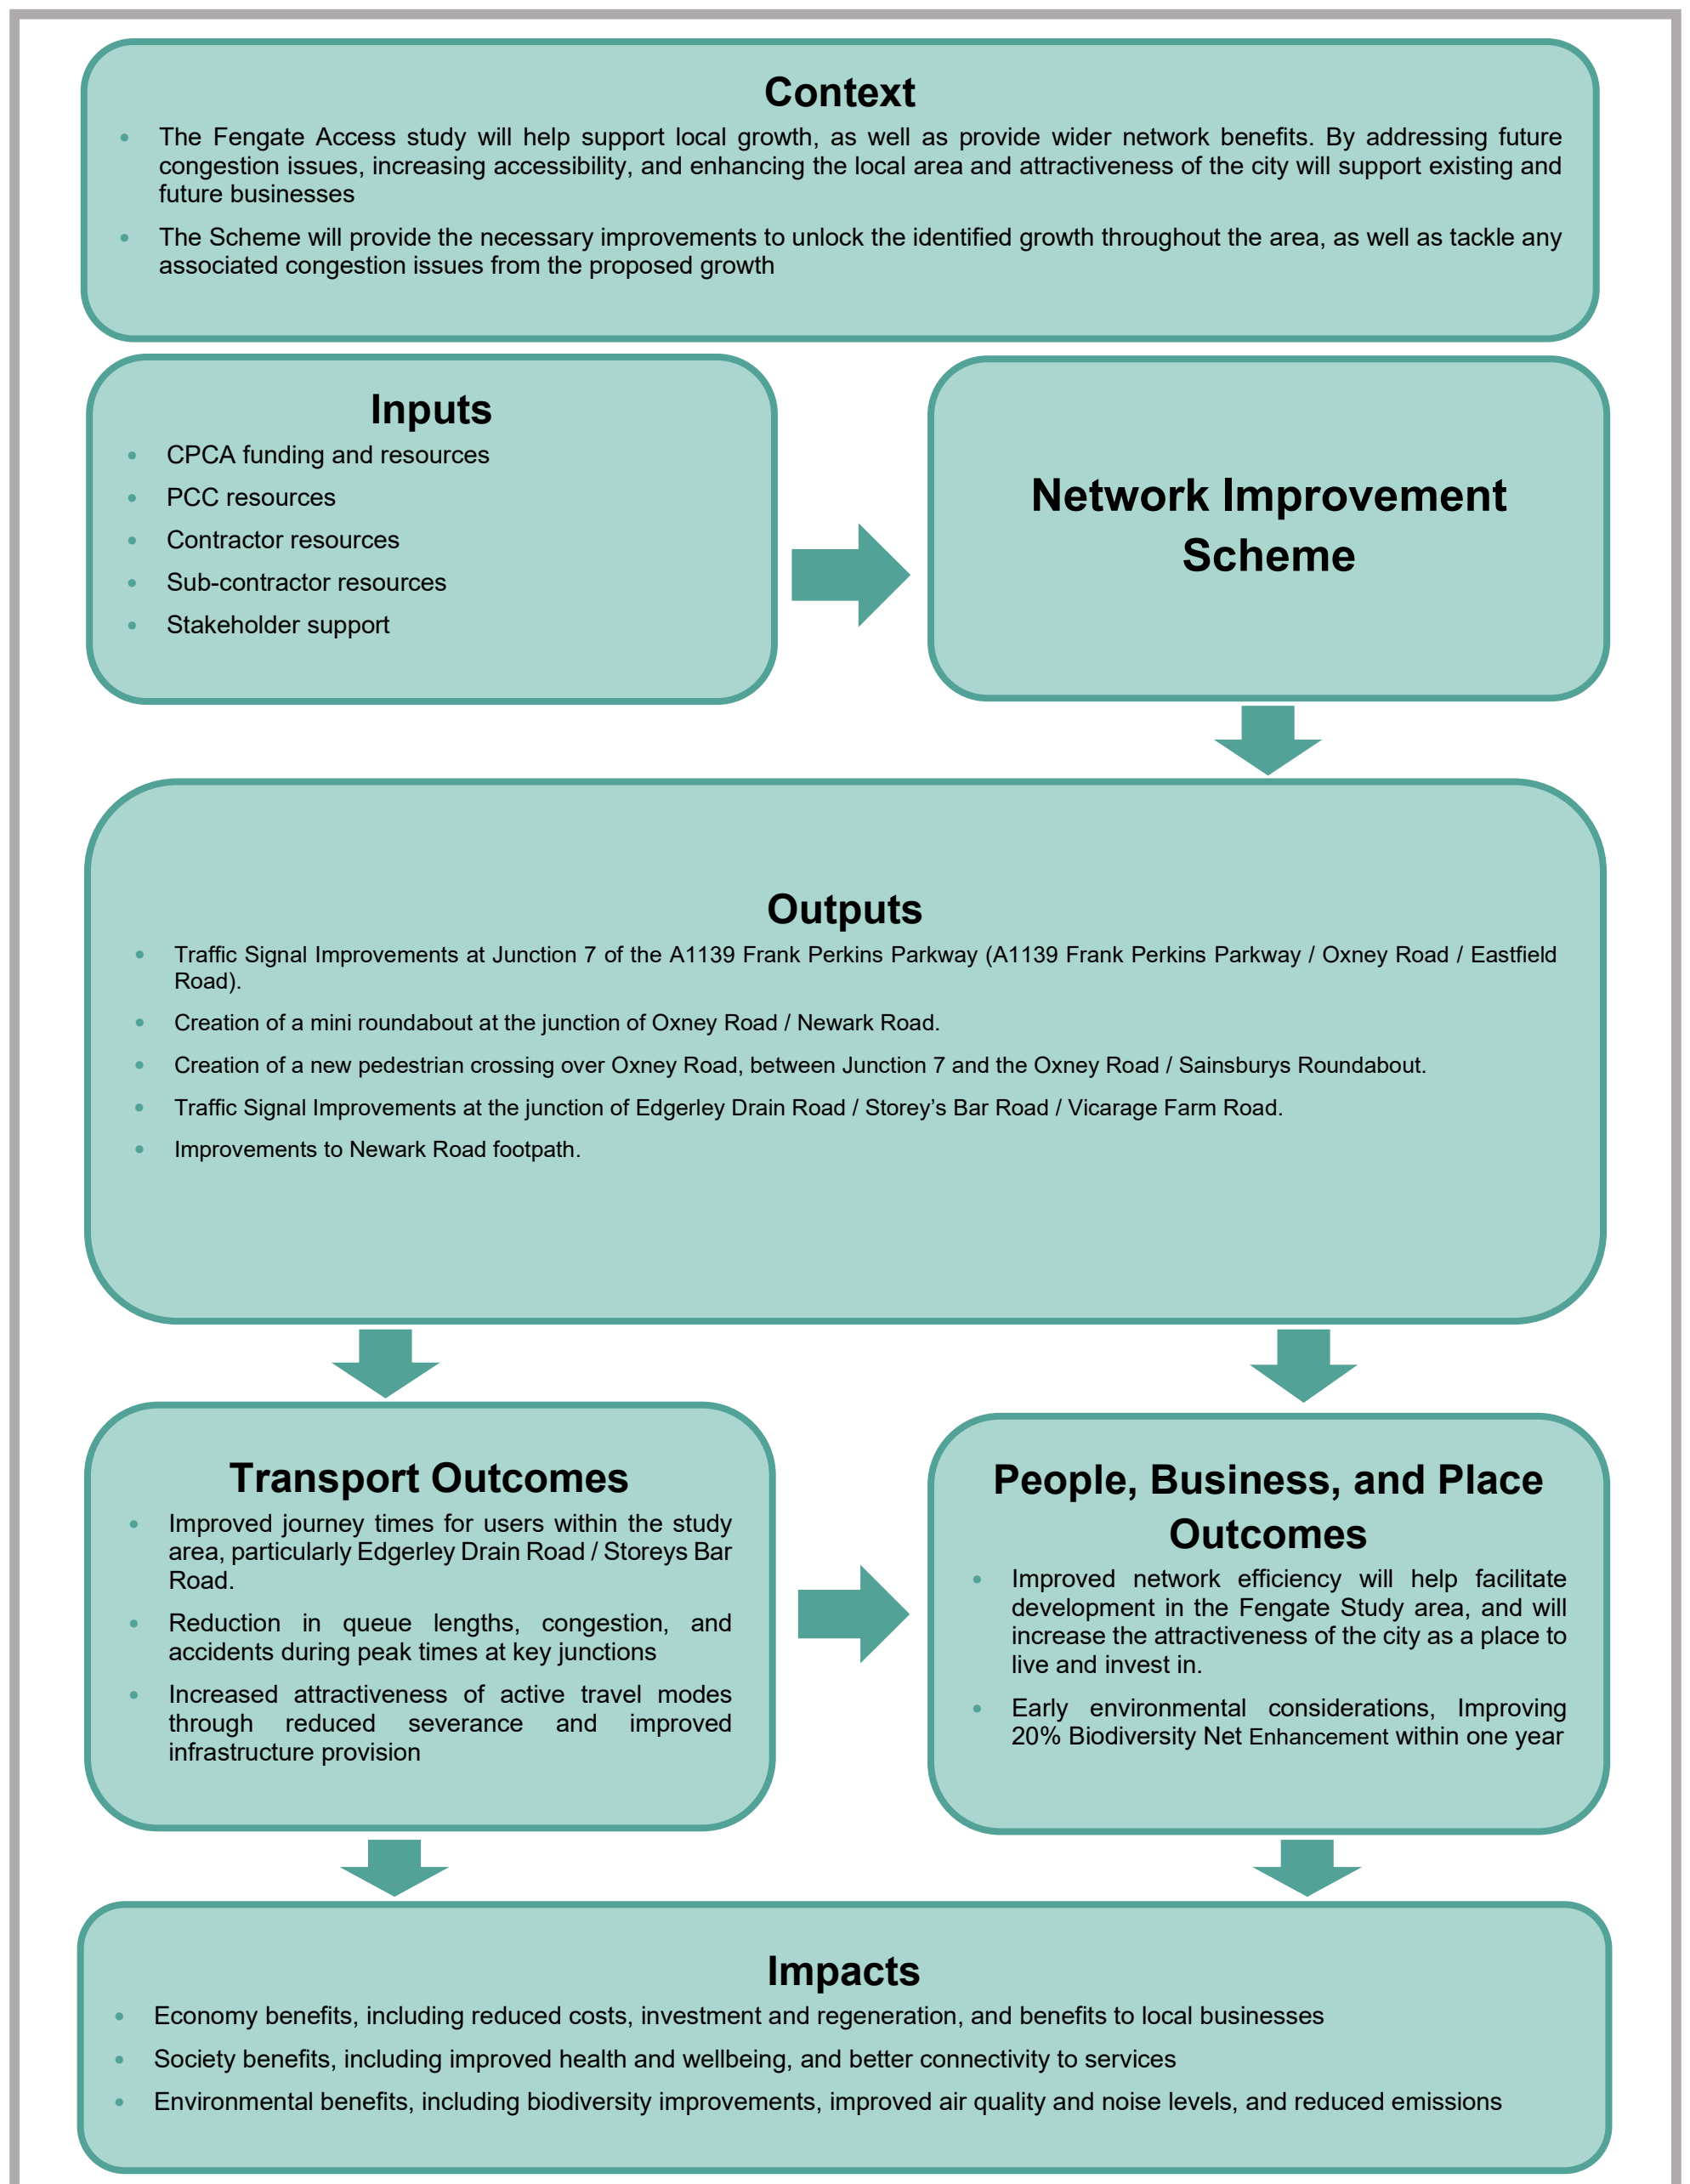 Context
• The Fengate Access study will help support local growth, as well as provide wider network benefits. By addressing future
congestion issues, increasing accessibility, and enhancing the local area and attractiveness of the city will support existing and
future businesses
• The Scheme will provide the necessary improvements to unlock the identified growth throughout the area, as well as tackle any
associated congestion issues from the proposed growth
Inputs
• CPCA funding and resources
• PCC resources
• Contractor resources
• Sub-contractor resources
• Stakeholder support
Network Improvement
Scheme
Outputs
• Traffic Signal Improvements at Junction 7 of the A1139 Frank Perkins Parkway (A1139 Frank Perkins Parkway / Oxney Road / Eastfield
Road).
• Creation of a mini roundabout at the junction of Oxney Road / Newark Road.
• Creation of a new pedestrian crossing over Oxney Road, between Junction 7 and the Oxney Road / Sainsburys Roundabout.
• Traffic Signal Improvements at the junction of Edgerley Drain Road / Storey’s Bar Road / Vicarage Farm Road.
• Improvements to Newark Road footpath.
Transport Outcomes
• Improved journey times for users within the study
area, particularly Edgerley Drain Road / Storeys Bar
Road.
• Reduction in queue lengths, congestion, and
accidents during peak times at key junctions
• Increased attractiveness of active travel modes
through reduced severance and improved
infrastructure provision
People, Business, and Place
Outcomes
• Improved network efficiency will help facilitate
development in the Fengate Study area, and will
increase the attractiveness of the city as a place to
live and invest in.
• Early environmental considerations, Improving
20% Biodiversity Net Enhancement within one year
Impacts
• Economy benefits, including reduced costs, investment and regeneration, and benefits to local businesses
• Society benefits, including improved health and wellbeing, and better connectivity to services
• Environmental benefits, including biodiversity improvements, improved air quality and noise levels, and reduced emissions